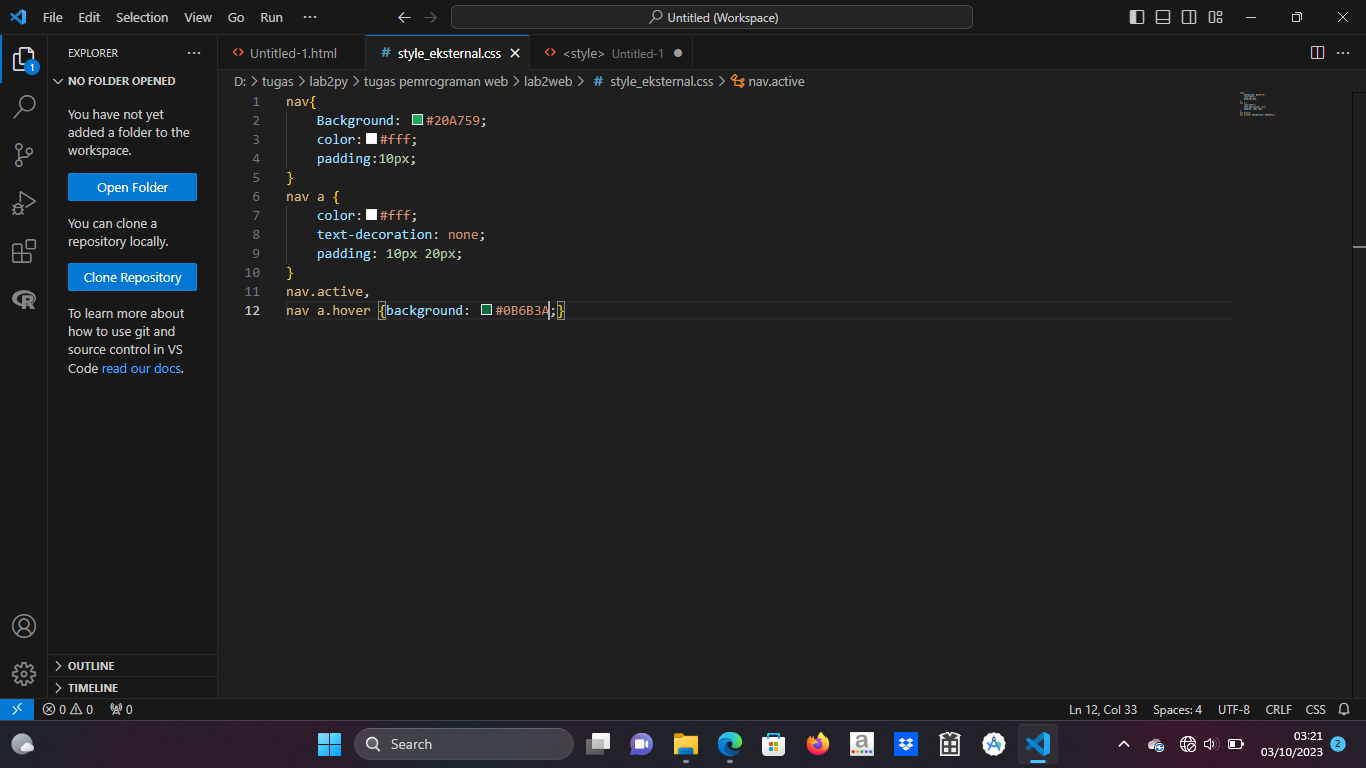 File Edit Selection View Go Run ···
Untitled (Workspace)
EXPLORER ···
Untitled-1.html
# style_eksternal.css
<style> Untitled-1
1
NO FOLDER OPENED
D: > tugas > lab2py > tugas pemrograman web > lab2web > # style_eksternal.css > nav.active
You have not yet
added a folder to the
workspace.
Open Folder
You can clone a
repository locally.
Clone Repository
To learn more about
how to use git and
source control in VS
Code read our docs.
1 nav{
2 Background: #20A759;
3 color: #fff;
4 padding:10px;
5 }
6 nav a {
7 color: #fff;
8 text-decoration: none;
9 padding: 10px 20px;
10 }
11 nav.active,
12 nav a.hover {background: #0B6B3A;}
OUTLINE
TIMELINE
0 0 0
Ln 12, Col 33 Spaces: 4 UTF-8 CRLF CSS
Search
a
03:21
03/10/2023
2